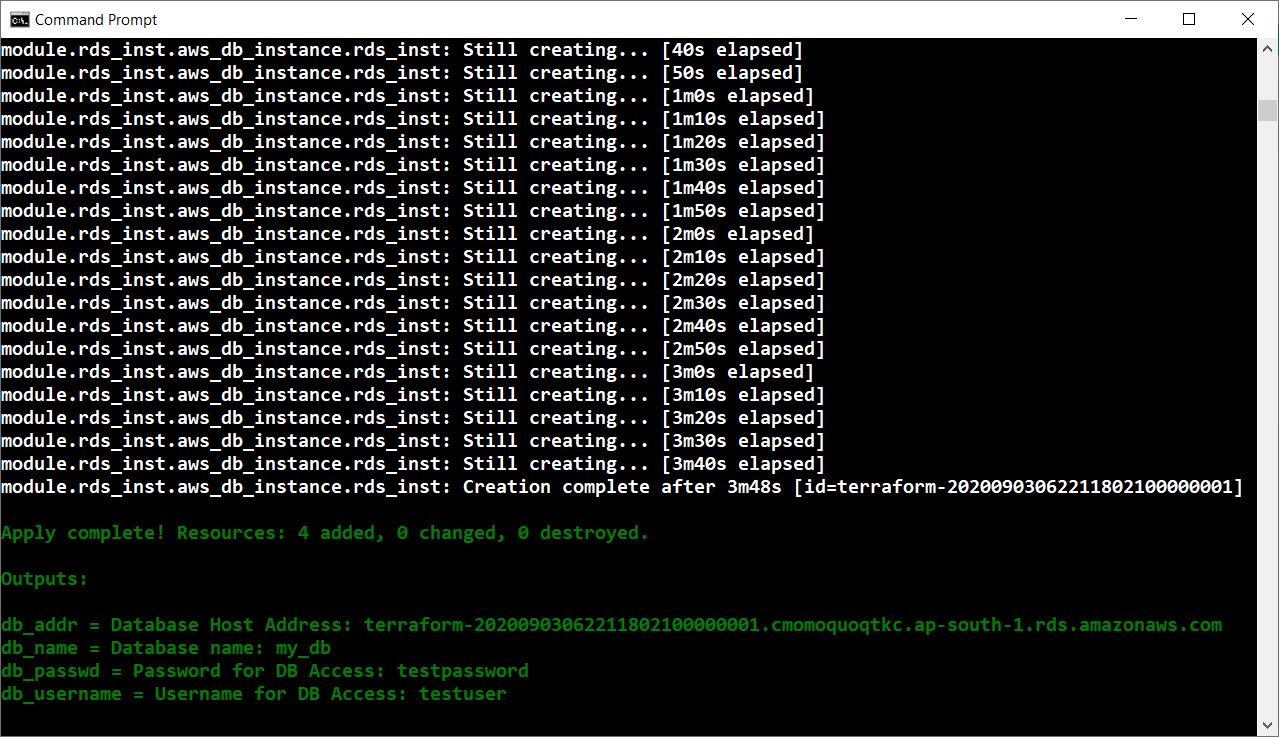 Command Prompt
module.rds_inst.aws_db_instance.rds_inst: Still creating... [40s elapsed]
module.rds_inst.aws_db_instance.rds_inst: Still creating... [50s elapsed]
module.rds_inst.aws_db_instance.rds_inst: Still creating... [1m0s elapsed]
module.rds_inst.aws_db_instance.rds_inst: Still creating... [1m10s elapsed]
module.rds_inst.aws_db_instance.rds_inst: Still creating... [1m20s elapsed]
module.rds_inst.aws_db_instance.rds_inst: Still creating... [1m30s elapsed]
module.rds_inst.aws_db_instance.rds_inst: Still creating... [1m40s elapsed]
module.rds_inst.aws_db_instance.rds_inst: Still creating... [1m50s elapsed]
module.rds_inst.aws_db_instance.rds_inst: Still creating... [2m0s elapsed]
module.rds_inst.aws_db_instance.rds_inst: Still creating... [2m10s elapsed]
module.rds_inst.aws_db_instance.rds_inst: Still creating... [2m20s elapsed]
module.rds_inst.aws_db_instance.rds_inst: Still creating... [2m30s elapsed]
module.rds_inst.aws_db_instance.rds_inst: Still creating... [2m40s elapsed]
module.rds_inst.aws_db_instance.rds_inst: Still creating... [2m50s elapsed]
module.rds_inst.aws_db_instance.rds_inst: Still creating... [3m0s elapsed]
module.rds_inst.aws_db_instance.rds_inst: Still creating... [3m10s elapsed]
module.rds_inst.aws_db_instance.rds_inst: Still creating... [3m20s elapsed]
module.rds_inst.aws_db_instance.rds_inst: Still creating... [3m30s elapsed]
module.rds_inst.aws_db_instance.rds_inst: Still creating... [3m40s elapsed]
module.rds_inst.aws_db_instance.rds_inst: Creation complete after 3m48s [id=terraform-20200903062211802100000001]
Apply complete! Resources: 4 added, 0 changed, 0 destroyed.
Outputs:
db_addr = Database Host Address: terraform-20200903062211802100000001.cmomoquoqtkc.ap-south-1.rds.amazonaws.com
db_name = Database name: my_db
db_passwd = Password for DB Access: testpassword
db_username = Username for DB Access: testuser